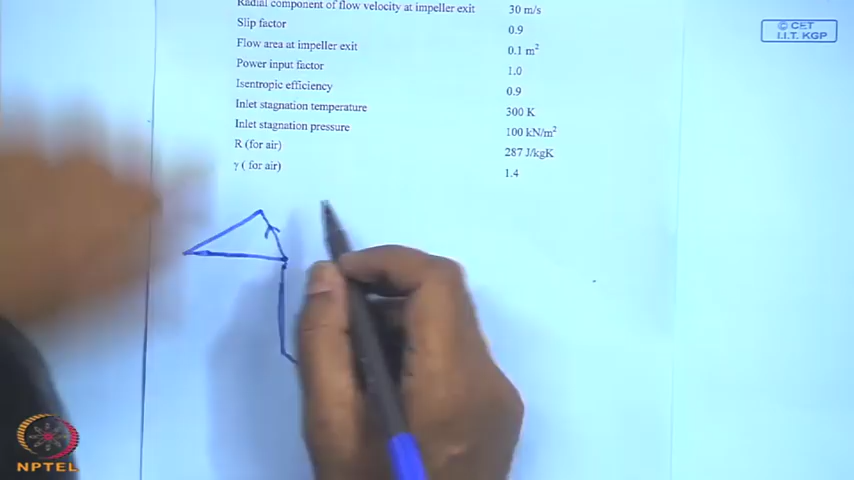 Radial component of flow velocity at impeller exit 30 m/s
Slip factor 0.9
Flow area at impeller exit 0.1 m²
Power input factor 1.0
Isentropic efficiency 0.9
Inlet stagnation temperature 300 K
Inlet stagnation pressure 100 kN/m²
R (for air) 287 J/kgK
γ ( for air) 1.4
© CET
I.I.T. KGP
NPTEL